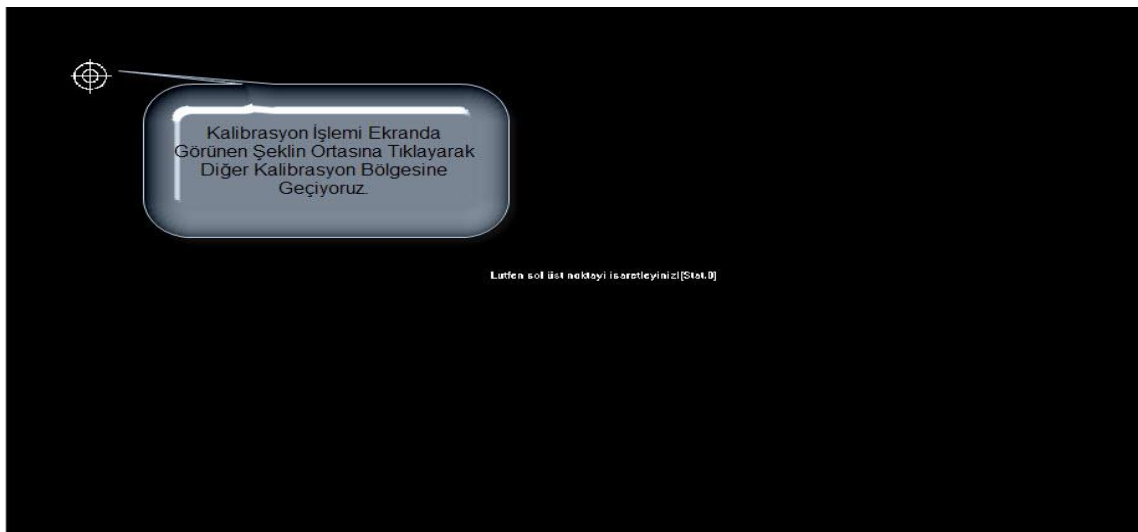 Kalibrasyon İşlemi Ekranda
Görünen Şeklin Ortasına Tıklayarak
Diğer Kalibrasyon Bölgesine
Geçiyoruz.
Lutfen sol üst noktayi isaretleyiniz![Stat.0]